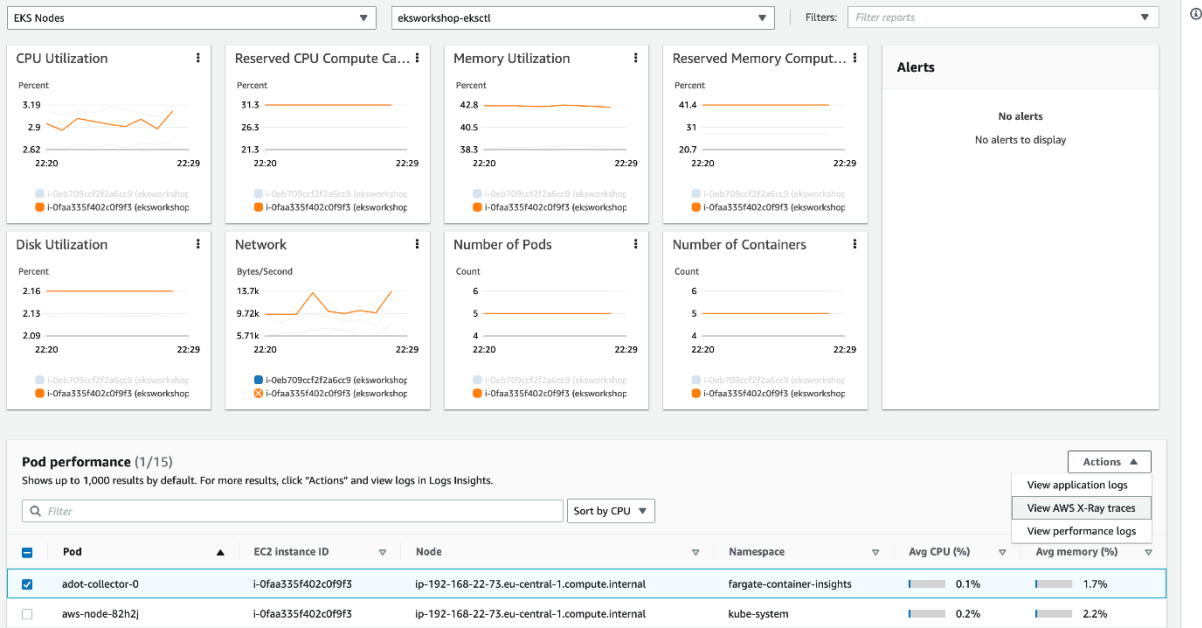 EKS Nodes
eksworkshop-eksctl
Filters:
Filter reports
CPU Utilization
Percent
3.19
2.9
2.62
22:20
22:29
i-0eb709ccf2f2a6cc9 (eksworkshop
i-0faa335f402c0f9f3 (eksworkshop
Reserved CPU Compute Ca...
Percent
31.3
26.3
21.3
22:20
22:29
i-0eb709ccf2f2a6cc9 (eksworkshop
i-0faa335f402c0f9f3 (eksworkshop
Memory Utilization
Percent
42.8
40.5
38.3
22:20
22:29
i-0eb709ccf2f2a6cc9 (eksworkshop
i-0faa335f402c0f9f3 (eksworkshop
Reserved Memory Comput...
Percent
41.4
31
20.7
22:20
22:29
i-0eb709ccf2f2a6cc9 (eksworkshop
i-0faa335f402c0f9f3 (eksworkshop
Alerts
No alerts
No alerts to display
Disk Utilization
Percent
2.16
2.13
2.09
22:20
22:29
i-0eb709ccf2f2a6cc9 (eksworkshop
i-0faa335f402c0f9f3 (eksworkshop
Network
Bytes/Second
13.7k
9.72k
5.71k
22:20
22:29
i-0eb709ccf2f2a6cc9 (eksworkshop
i-0faa335f402c0f9f3 (eksworkshop
Number of Pods
Count
6
5
4
22:20
22:29
i-0eb709ccf2f2a6cc9 (eksworkshop
i-0faa335f402c0f9f3 (eksworkshop
Number of Containers
Count
6
5
4
22:20
22:29
i-0eb709ccf2f2a6cc9 (eksworkshop
i-0faa335f402c0f9f3 (eksworkshop
Pod performance (1/15)
Shows up to 1,000 results by default. For more results, click "Actions" and view logs in Logs Insights.
Actions
View application logs
View AWS X-Ray traces
View performance logs
Filter
Sort by CPU
Pod EC2 instance ID Node Namespace Avg CPU (%) Avg memory (%)
adot-collector-0 i-0faa335f402c0f9f3 ip-192-168-22-73.eu-central-1.compute.internal fargate-container-insights 0.1% 1.7%
aws-node-82h2j i-0faa335f402c0f9f3 ip-192-168-22-73.eu-central-1.compute.internal kube-system 0.2% 2.2%